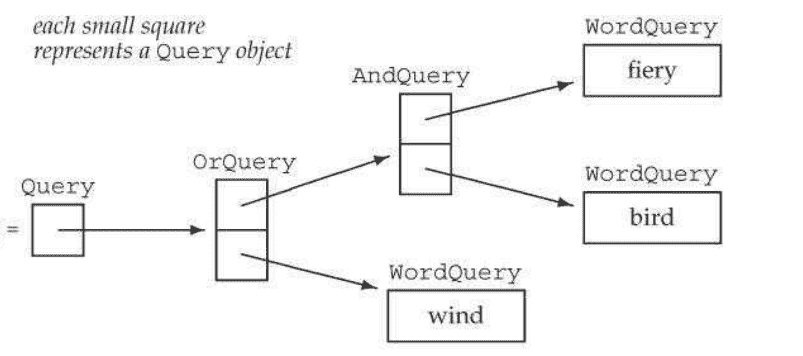 each small square
represents a Query object
WordQuery
fiery
AndQuery
OrQuery
WordQuery
bird
Query
=
WordQuery
wind